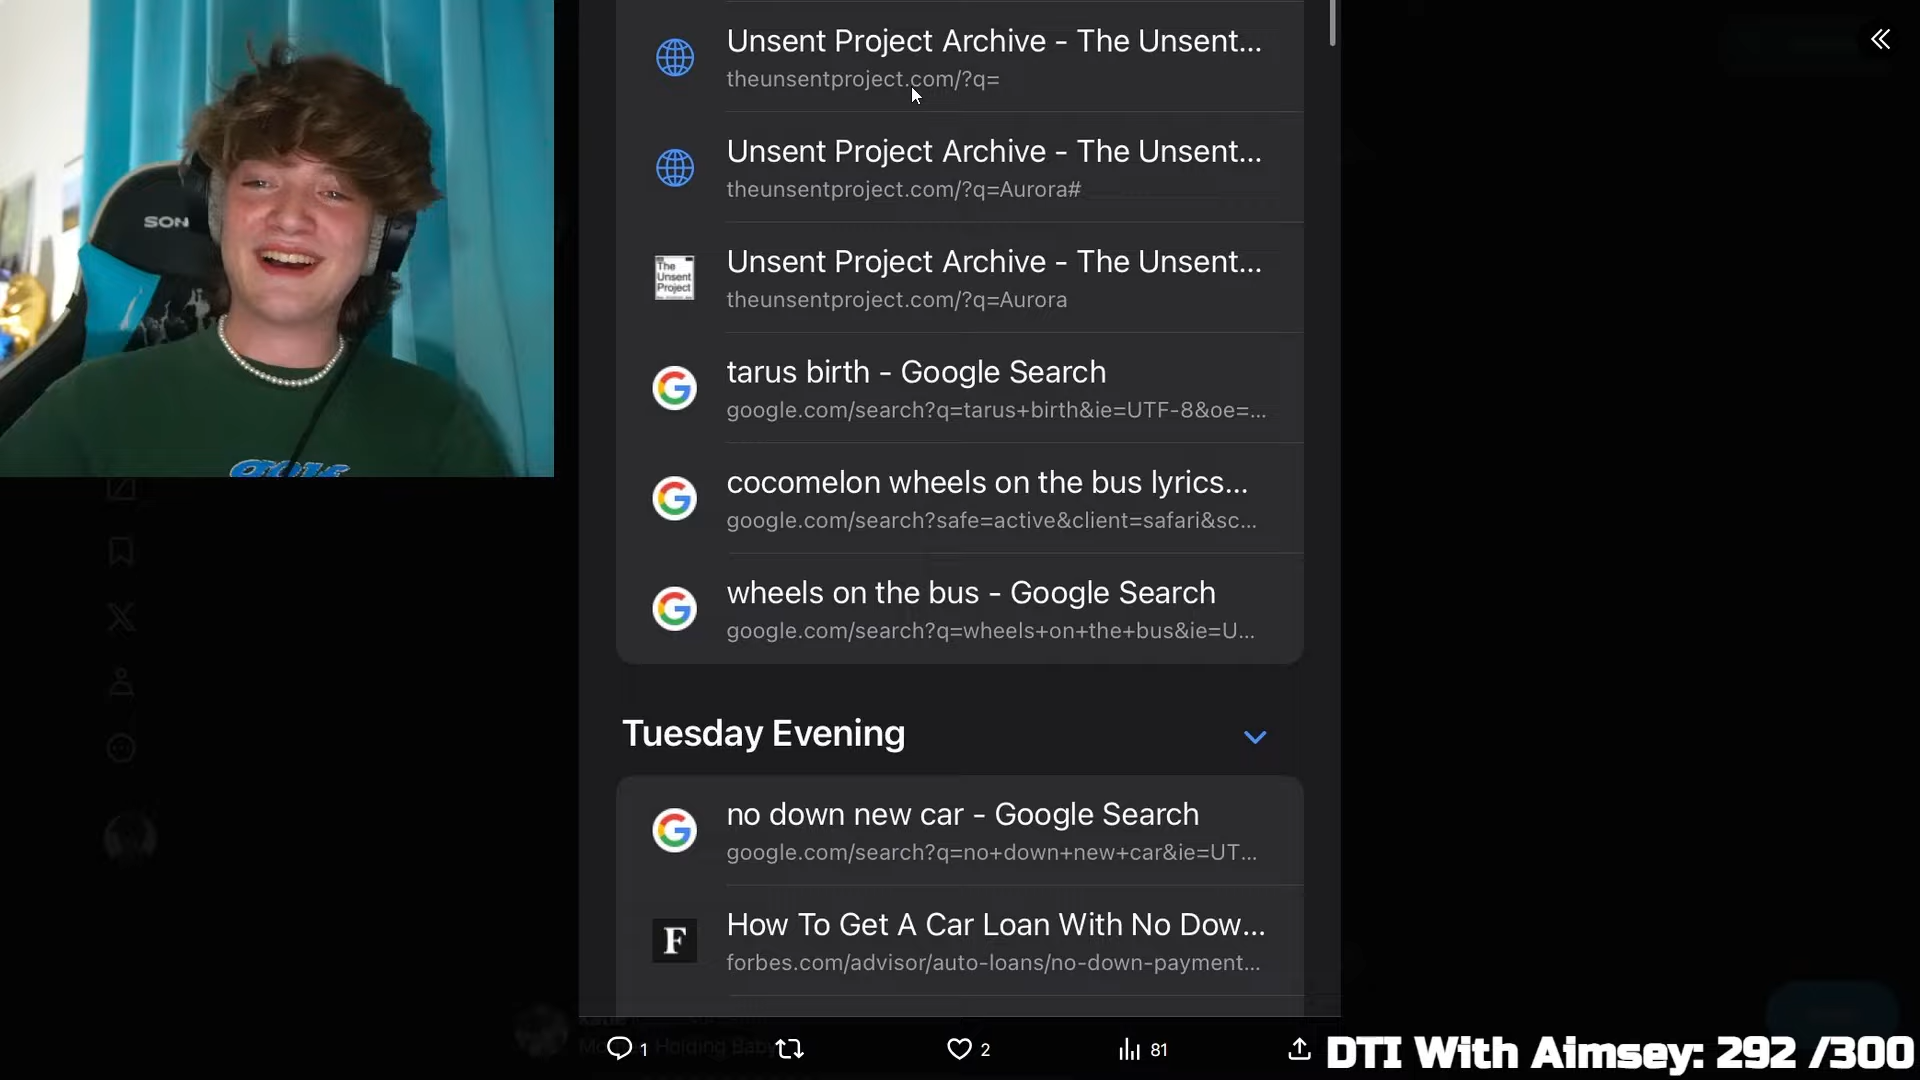 SON
Unsent Project Archive - The Unsent...
theunsentproject.com/?q=
Unsent Project Archive - The Unsent...
theunsentproject.com/?q=Aurora#
The
Unsent
Project
Unsent Project Archive - The Unsent...
theunsentproject.com/?q=Aurora
tarus birth - Google Search
google.com/search?q=tarus+birth&ie=UTF-8&oe=...
cocomelon wheels on the bus lyrics...
google.com/search?safe=active&client=safari&sc...
wheels on the bus - Google Search
google.com/search?q=wheels+on+the+bus&ie=U...
Tuesday Evening
no down new car - Google Search
google.com/search?q=no+down+new+car&ie=UT...
F
How To Get A Car Loan With No Dow...
forbes.com/advisor/auto-loans/no-down-payment...
1
2
81
DTI With Aimsey: 292 /300